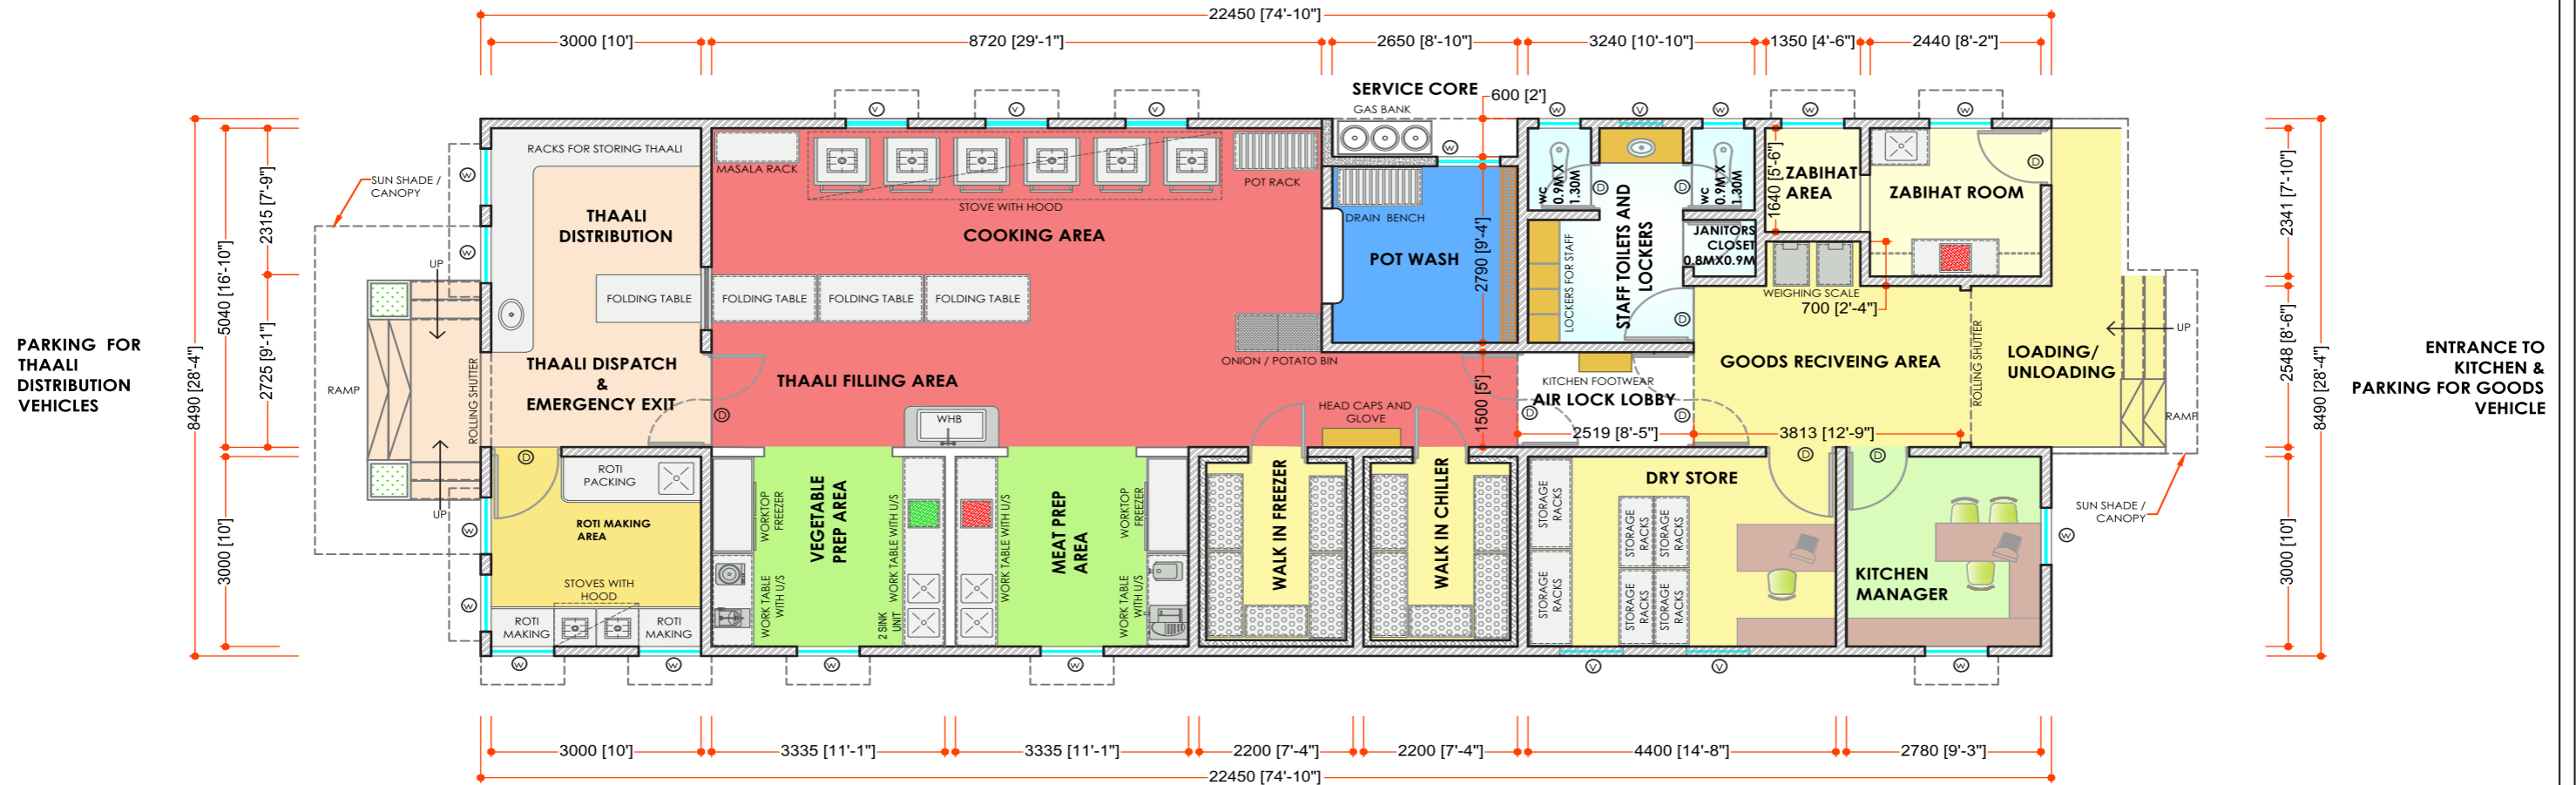 22450 [74'-10"]
3000 [10']
8720 [29'-1"]
2650 [8'-10"]
3240 [10'-10"]
1350 [4'-6"]
2440 [8'-2"]
SERVICE CORE
600 [2']
GAS BANK
V
V
V
W
W
V
W
W
W
8490 [28'-4"]
5040 [16'-10"]
2315 [7'-9"]
2725 [9'-1"]
3000 [10']
SUN SHADE /
CANOPY
UP
RAMP
UP
ROLLING SHUTTER
PARKING FOR
THAALI
DISTRIBUTION
VEHICLES
W
W
W
W
RACKS FOR STORING THAALI
THAALI
DISTRIBUTION
FOLDING TABLE
THAALI DISPATCH
&
EMERGENCY EXIT
D
D
MASALA RACK
STOVE WITH HOOD
POT RACK
COOKING AREA
FOLDING TABLE
FOLDING TABLE
FOLDING TABLE
ONION / POTATO BIN
THAALI FILLING AREA
WHB
HEAD CAPS AND
GLOVE
1500 [5']
DRAIN BENCH
POT WASH
2790 [9'-4"]
WC
0.9M X
1.30M
D
D
WC
0.9M X
1.30M
STAFF TOILETS AND
LOCKERS
LOCKERS FOR STAFF
JANITORS
CLOSET
0.8MX0.9M
D
1640 [5'-6"]
ZABIHAT
AREA
ZABIHAT ROOM
D
WEIGHING SCALE
700 [2'-4"]
KITCHEN FOOTWEAR
AIR LOCK LOBBY
D
D
2519 [8'-5"]
GOODS RECIVEING AREA
3813 [12'-9"]
ROLLING SHUTTER
LOADING/
UNLOADING
UP
RAMP
SUN SHADE /
CANOPY
2341 [7'-10"]
2548 [8'-6"]
3000 [10']
8490 [28'-4"]
ENTRANCE TO
KITCHEN &
PARKING FOR GOODS
VEHICLE
ROTI
PACKING
ROTI MAKING
AREA
STOVES WITH
HOOD
ROTI
MAKING
ROTI
MAKING
WORKTOP
FREEZER
VEGETABLE
PREP AREA
WORK TABLE
WITH U/S
WORK TABLE WITH U/S
2 SINK
UNIT
WORK TABLE WITH U/S
MEAT PREP
AREA
WORKTOP
FREEZER
WORK TABLE
WITH U/S
WALK IN FREEZER
WALK IN CHILLER
DRY STORE
STORAGE
RACKS
STORAGE
RACKS
STORAGE
RACKS
STORAGE
RACKS
STORAGE
RACKS
STORAGE
RACKS
D
D
KITCHEN
MANAGER
W
W
W
W
W
V
V
W
3000 [10']
3335 [11'-1"]
3335 [11'-1"]
2200 [7'-4"]
2200 [7'-4"]
4400 [14'-8"]
2780 [9'-3"]
22450 [74'-10"]